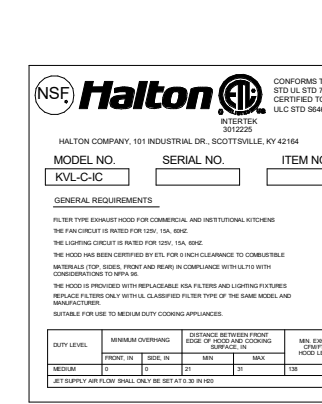 NSF Halton ETL CONFORMS T
STD UL STD 7
CERTIFIED TO
ULC STD S64
INTERTEK
3012225
HALTON COMPANY, 101 INDUSTRIAL DR., SCOTTSVILLE, KY 42164
MODEL NO. SERIAL NO. ITEM NO
KVL-C-IC
GENERAL REQUIREMENTS
FILTER TYPE EXHAUST HOOD FOR COMMERCIAL AND INSTITUTIONAL KITCHENS
THE FAN CIRCUIT IS RATED FOR 125V, 15A, 60HZ.
THE LIGHTING CIRCUIT IS RATED FOR 125V, 15A, 60HZ.
THE HOOD HAS BEEN CERTIFIED BY ETL FOR 0 INCH CLEARANCE TO COMBUSTIBLE
MATERIALS (TOP, SIDES, FRONT AND REAR) IN COMPLIANCE WITH UL710 WITH
CONSIDERATIONS TO NFPA 96.
THE HOOD IS PROVIDED WITH REPLACEABLE KSA FILTERS AND LIGHTING FIXTURES
REPLACE FILTERS ONLY WITH UL CLASSIFIED FILTER TYPE OF THE SAME MODEL AND
MANUFACTURER.
SUITABLE FOR USE TO MEDIUM DUTY COOKING APPLIANCES.
DUTY LEVEL MINIMUM OVERHANG DISTANCE BETWEEN FRONT
EDGE OF HOOD AND COOKING
SURFACE, IN MIN. EX
CFM/F
HOOD LE
FRONT, IN SIDE, IN MIN MAX
MEDIUM 0 0 21 31 138
JET SUPPLY AIR FLOW SHALL ONLY BE SET AT 0.30 IN H20